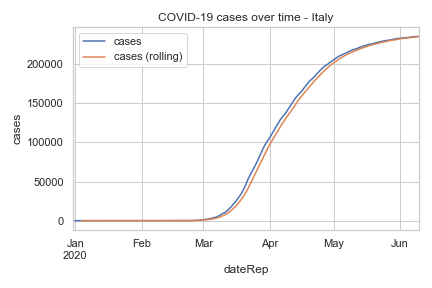 COVID-19 cases over time - Italy
cases
cases (rolling)
200000
150000
100000
50000
0
cases
Jan Feb Mar Apr May Jun
2020
dateRep